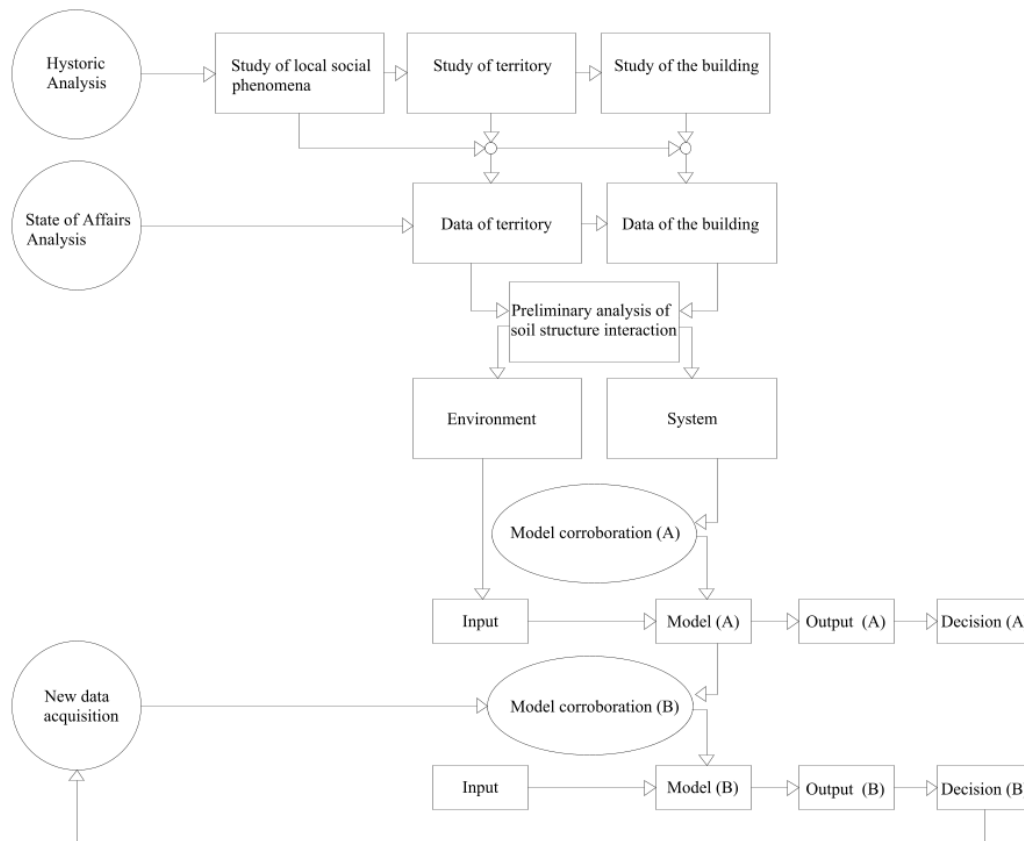 Hystoric
Analysis
Study of local social
phenomena
Study of territory
Study of the building
State of Affairs
Analysis
Data of territory
Data of the building
Preliminary analysis of
soil structure interaction
Environment
System
Model corroboration (A)
Input
Model (A)
Output (A)
Decision (A)
New data
acquisition
Model corroboration (B)
Input
Model (B)
Output (B)
Decision (B)